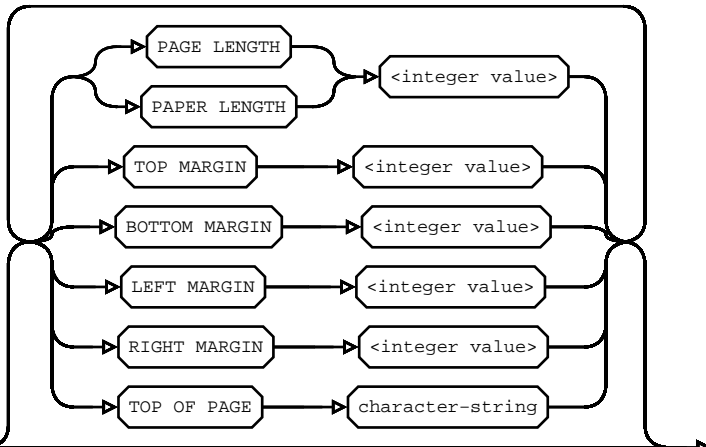 PAGE LENGTH
<integer value>
PAPER LENGTH
TOP MARGIN <integer value>
BOTTOM MARGIN <integer value>
LEFT MARGIN <integer value>
RIGHT MARGIN <integer value>
TOP OF PAGE character-string